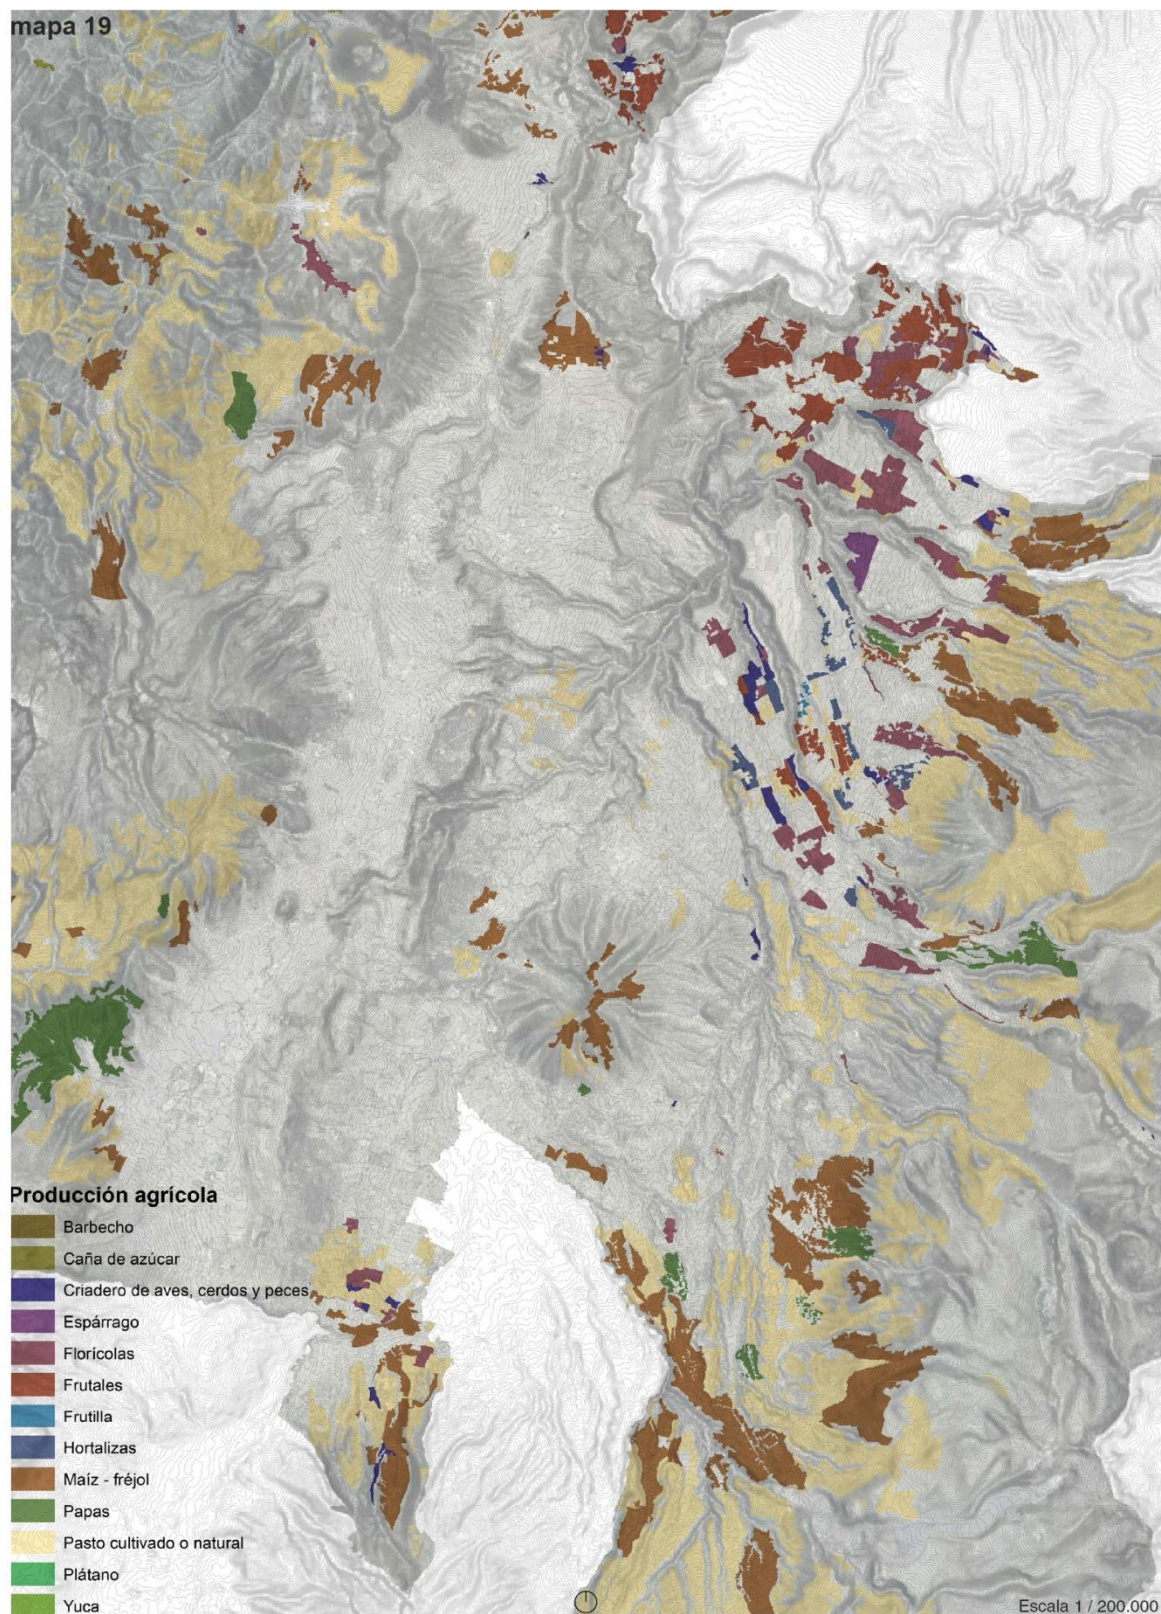 mapa 19
Producción agrícola
Barbecho
Caña de azúcar
Criadero de aves, cerdos y peces
Espárrago
Florícolas
Frutales
Frutilla
Hortalizas
Maíz - fréjol
Papas
Pasto cultivado o natural
Plátano
Yuca
Escala 1 / 200.000